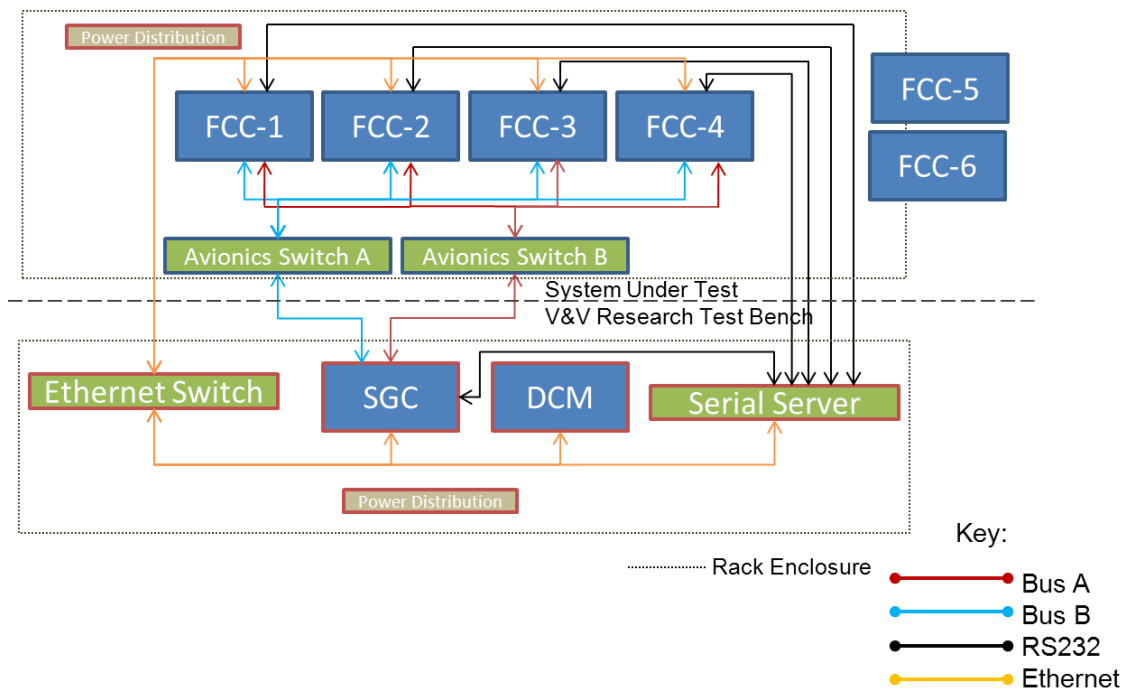 Power Distribution
FCC-5
FCC-1
FCC-2
FCC-3
FCC-4
FCC-6
Avionics Switch A
Avionics Switch B
System Under Test
V&V Research Test Bench
Ethernet Switch
SGC
DCM
Serial Server
Power Distribution
Key:
Rack Enclosure
Bus A
Bus B
RS232
Ethernet